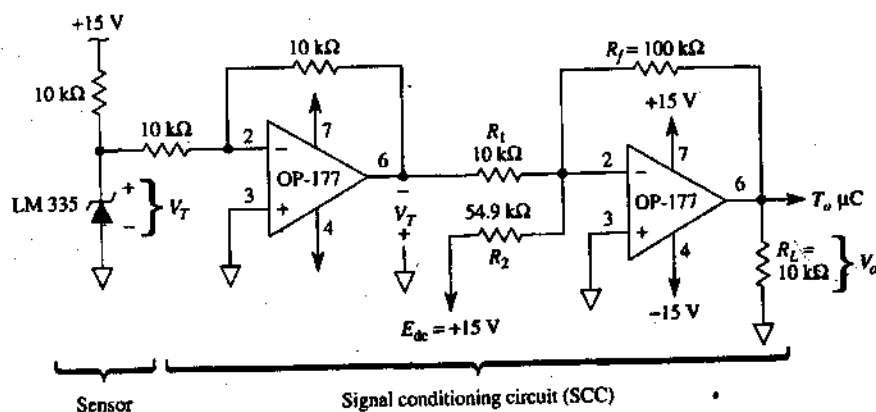 +15 V
10 kΩ
10 kΩ
10 kΩ
2
−
3
+
7
OP-177
6
4
LM 335
+
−
V_T
−
V_T
+
R_1
10 kΩ
54.9 kΩ
R_2
E_dc = +15 V
R_f = 100 kΩ
+15 V
2
−
7
OP-177
6
3
+
4
−15 V
T_o μC
R_L =
10 kΩ
V_o
Sensor
Signal conditioning circuit (SCC)